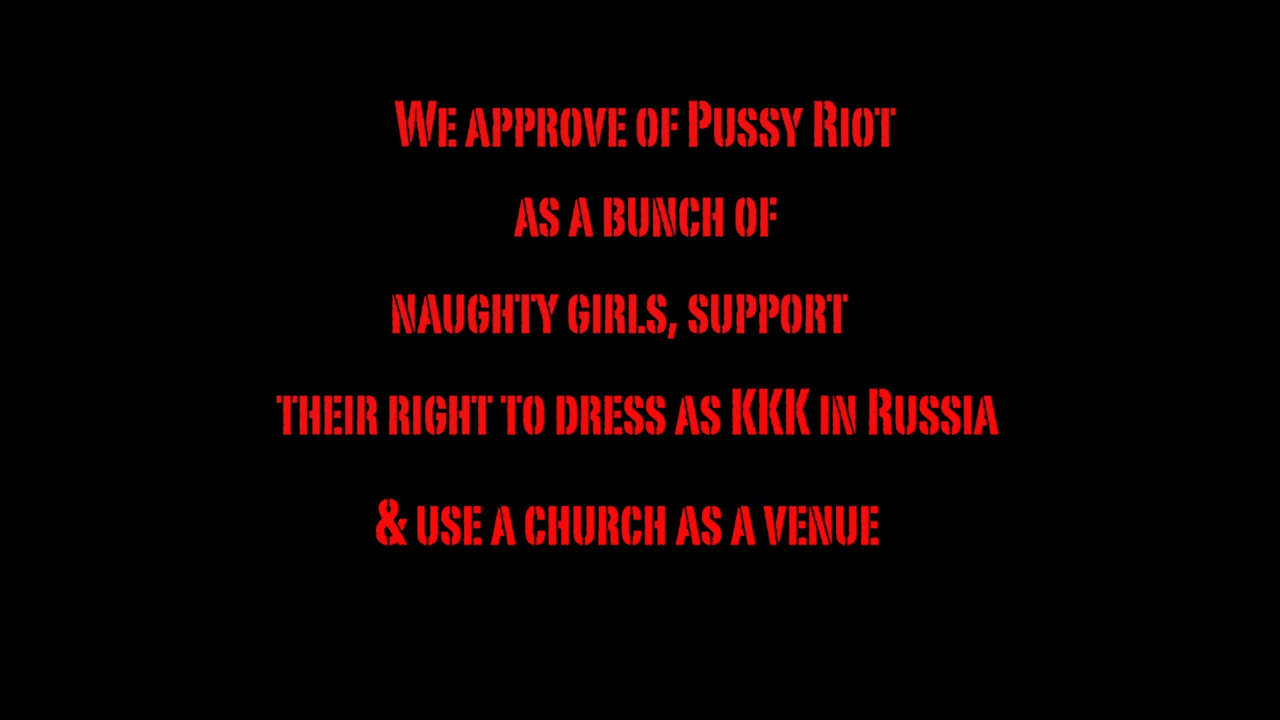 We approve of Pussy Riot
as a bunch of
naughty girls, support
their right to dress as KKK in Russia
& use a church as a venue